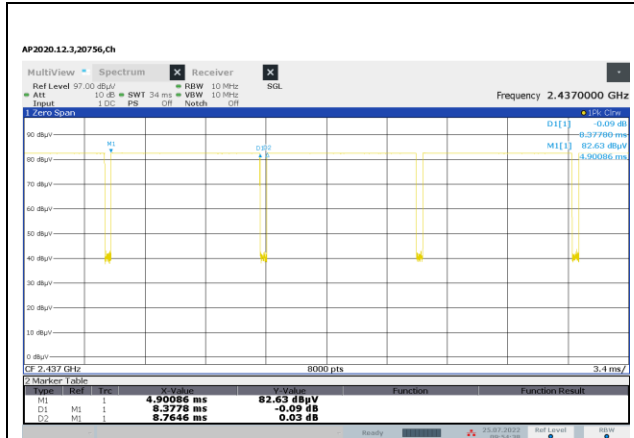 AP2020.12.3,20756,Ch
MultiView Spectrum X Receiver X
Ref Level 97.00 dBµV RBW 10 MHz SGL
Att 10 dB SWT 34 ms VBW 10 MHz Frequency 2.4370000 GHz
Input 1 DC PS Off Notch Off
1 Zero Span 1Pk Clrw
D1[1] -0.09 dB
8.37780 ms
M1[1] 82.63 dBµV
4.90086 ms
M1
90 dBµV
80 dBµV
70 dBµV
60 dBµV
50 dBµV
40 dBµV
30 dBµV
20 dBµV
10 dBµV
0 dBµV
CF 2.437 GHz 8000 pts 3.4 ms/
2 Marker Table
Type Ref Trc X-Value Y-Value Function Function Result
M1 1 4.90086 ms 82.63 dBµV
D1 M1 1 8.3778 ms -0.09 dB
D2 M1 1 8.7646 ms 0.03 dB
Ready 25.07.2022 Ref Level RBW